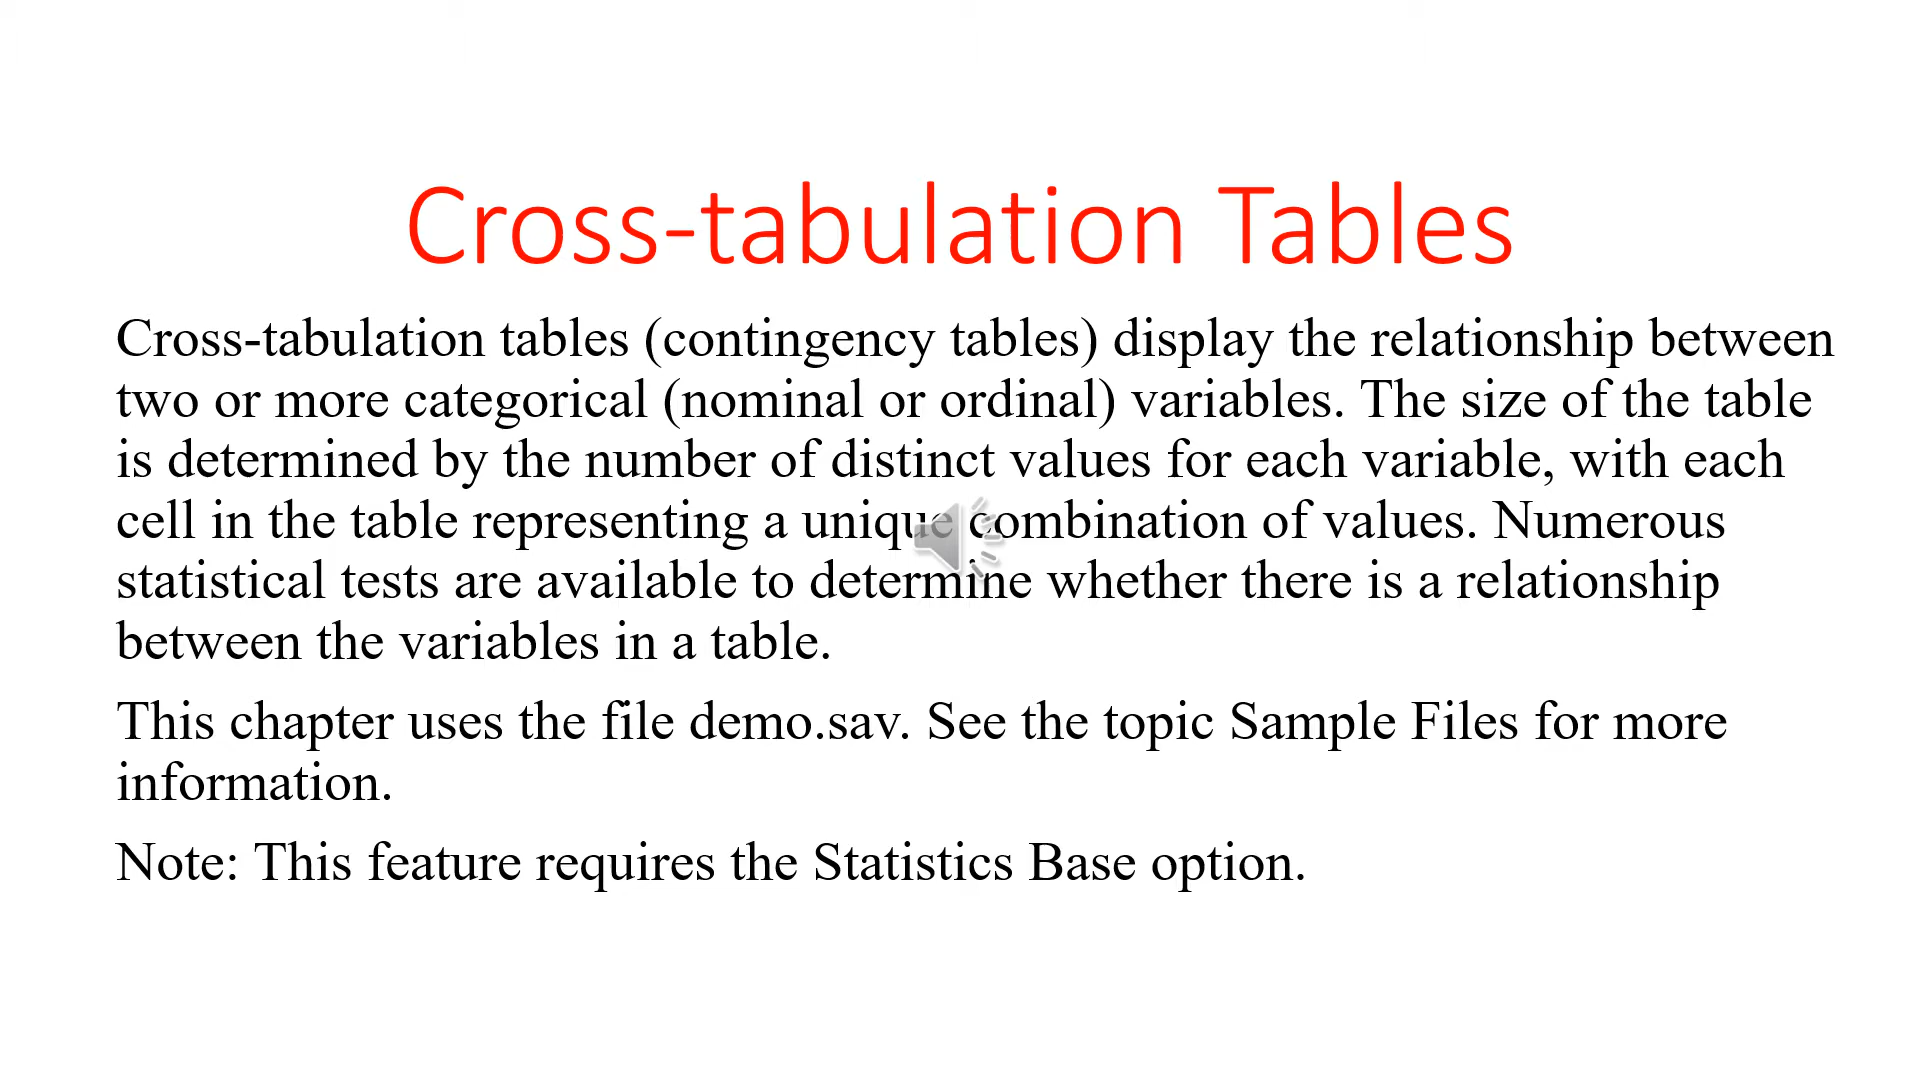 Cross-tabulation Tables
Cross-tabulation tables (contingency tables) display the relationship between
two or more categorical (nominal or ordinal) variables. The size of the table
is determined by the number of distinct values for each variable, with each
cell in the table representing a unique combination of values. Numerous
statistical tests are available to determine whether there is a relationship
between the variables in a table.
This chapter uses the file demo.sav. See the topic Sample Files for more
information.
Note: This feature requires the Statistics Base option.